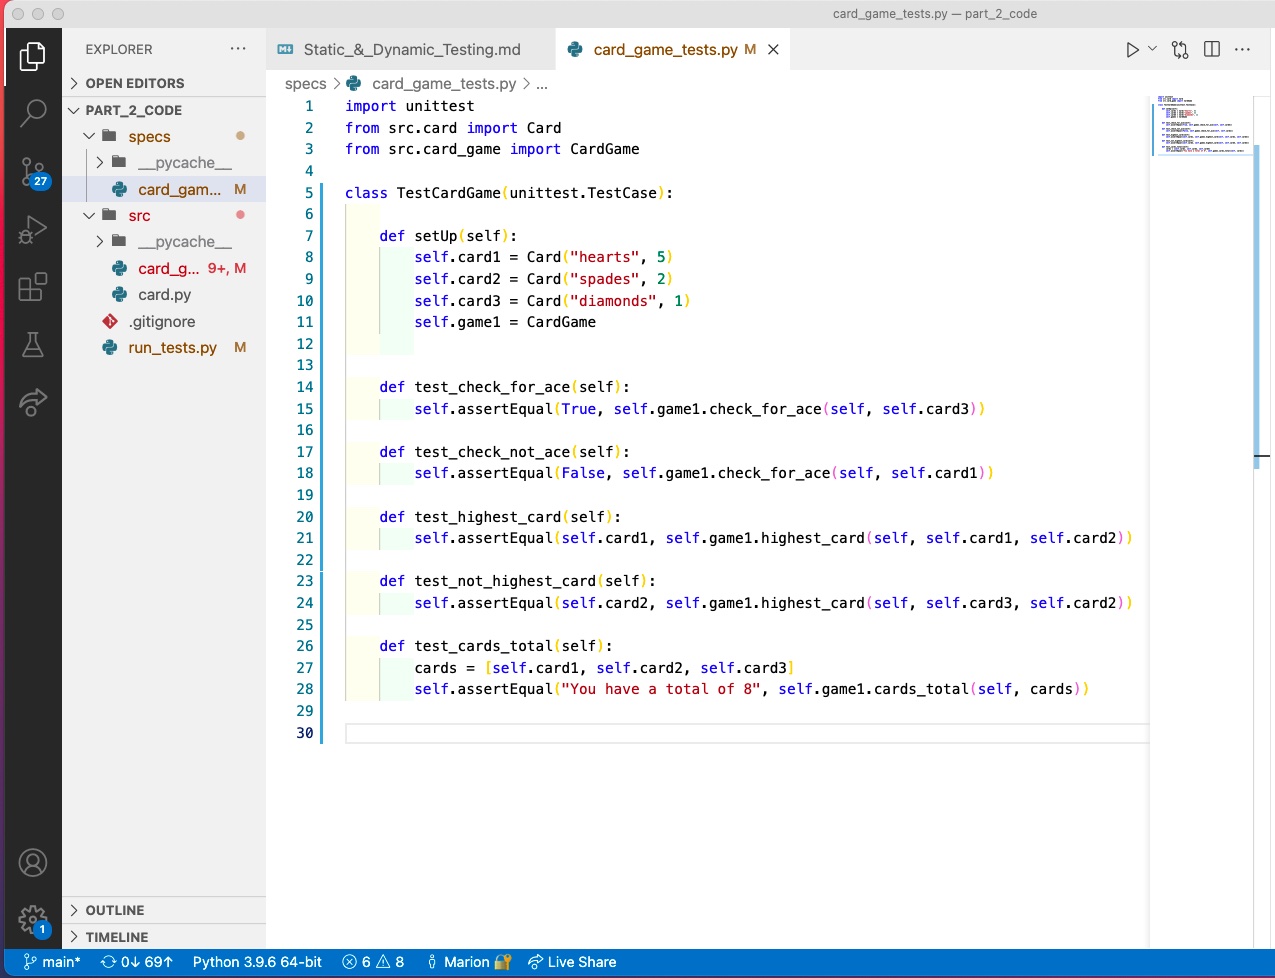 card_game_tests.py — part_2_code
EXPLORER
OPEN EDITORS
PART_2_CODE
specs
__pycache__
card_gam... M
src
__pycache__
card_g... 9+, M
card.py
.gitignore
run_tests.py M
OUTLINE
TIMELINE
27
1
Static_&_Dynamic_Testing.md
card_game_tests.py M
specs > card_game_tests.py > ...
1 import unittest
2 from src.card import Card
3 from src.card_game import CardGame
4
5 class TestCardGame(unittest.TestCase):
6
7 def setUp(self):
8 self.card1 = Card("hearts", 5)
9 self.card2 = Card("spades", 2)
10 self.card3 = Card("diamonds", 1)
11 self.game1 = CardGame
12
13
14 def test_check_for_ace(self):
15 self.assertEqual(True, self.game1.check_for_ace(self, self.card3))
16
17 def test_check_not_ace(self):
18 self.assertEqual(False, self.game1.check_for_ace(self, self.card1))
19
20 def test_highest_card(self):
21 self.assertEqual(self.card1, self.game1.highest_card(self, self.card1, self.card2))
22
23 def test_not_highest_card(self):
24 self.assertEqual(self.card2, self.game1.highest_card(self, self.card3, self.card2))
25
26 def test_cards_total(self):
27 cards = [self.card1, self.card2, self.card3]
28 self.assertEqual("You have a total of 8", self.game1.cards_total(self, cards))
29
30
main* 0↓ 69↑ Python 3.9.6 64-bit 6 8 Marion Live Share